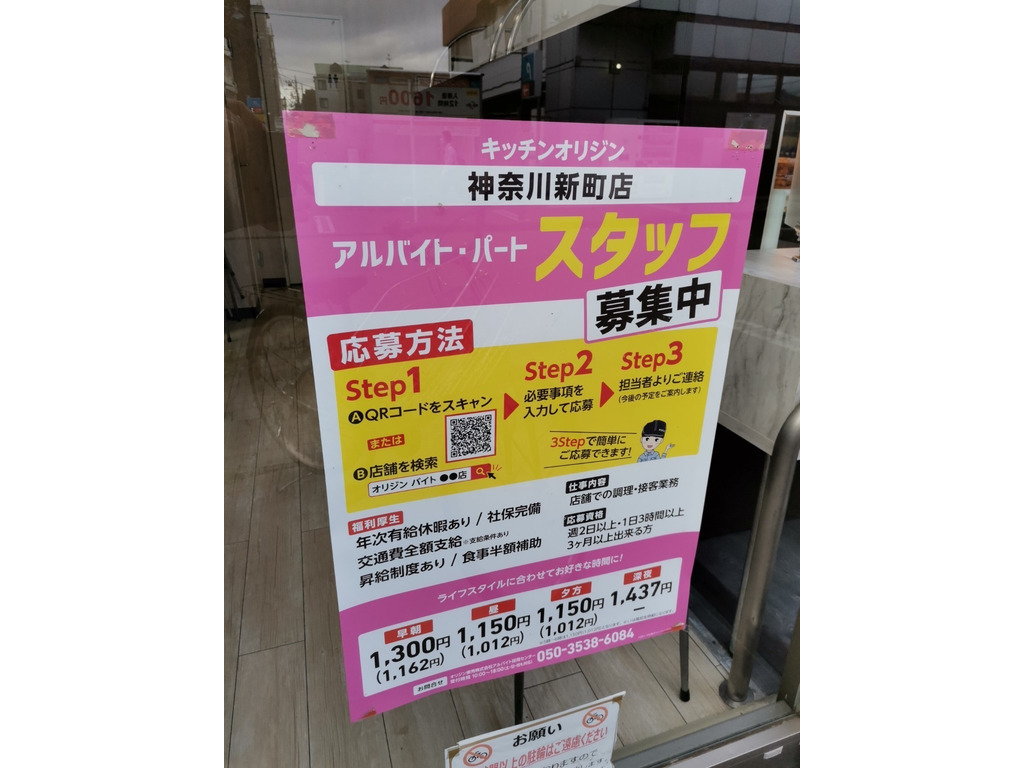 キッチンオリジン
神奈川新町店
アルバイト・パート スタッフ
募集中
応募方法
Step1
ⒶQRコードをスキャン
または
Ⓑ店舗を検索
オリジン バイト ●●店
Step2
必要事項を
入力して応募
Step3
担当者よりご連絡
(今後の予定をご案内します)
3Stepで簡単に
ご応募できます!
福利厚生
年次有給休暇あり / 社保完備
交通費全額支給 ※支給条件あり
昇給制度あり / 食事半額補助
仕事内容
店舗での調理・接客業務
応募資格
週2日以上・1日3時間以上
3ヶ月以上出来る方
ライフスタイルに合わせてお好きな時間に!
早朝
1,300円
(1,162円)
昼
1,150円
(1,012円)
夕方
1,150円
(1,012円)
深夜
1,437円
ー
お問合せ
050-3538-6084
お願い
以上の駐輪はご遠慮ください